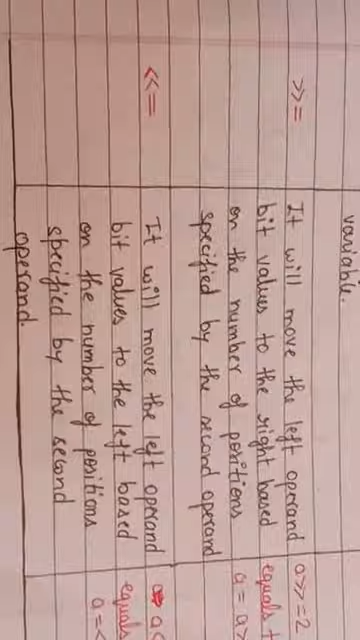 variable.
>>=
It will move the left operand
bit values to the right based
on the number of positions
specified by the second operand
a>>=2
equals
a = a>
<<=
It will move the left operand
bit values to the left based
on the number of positions
specified by the second
operand.
equals
a=<